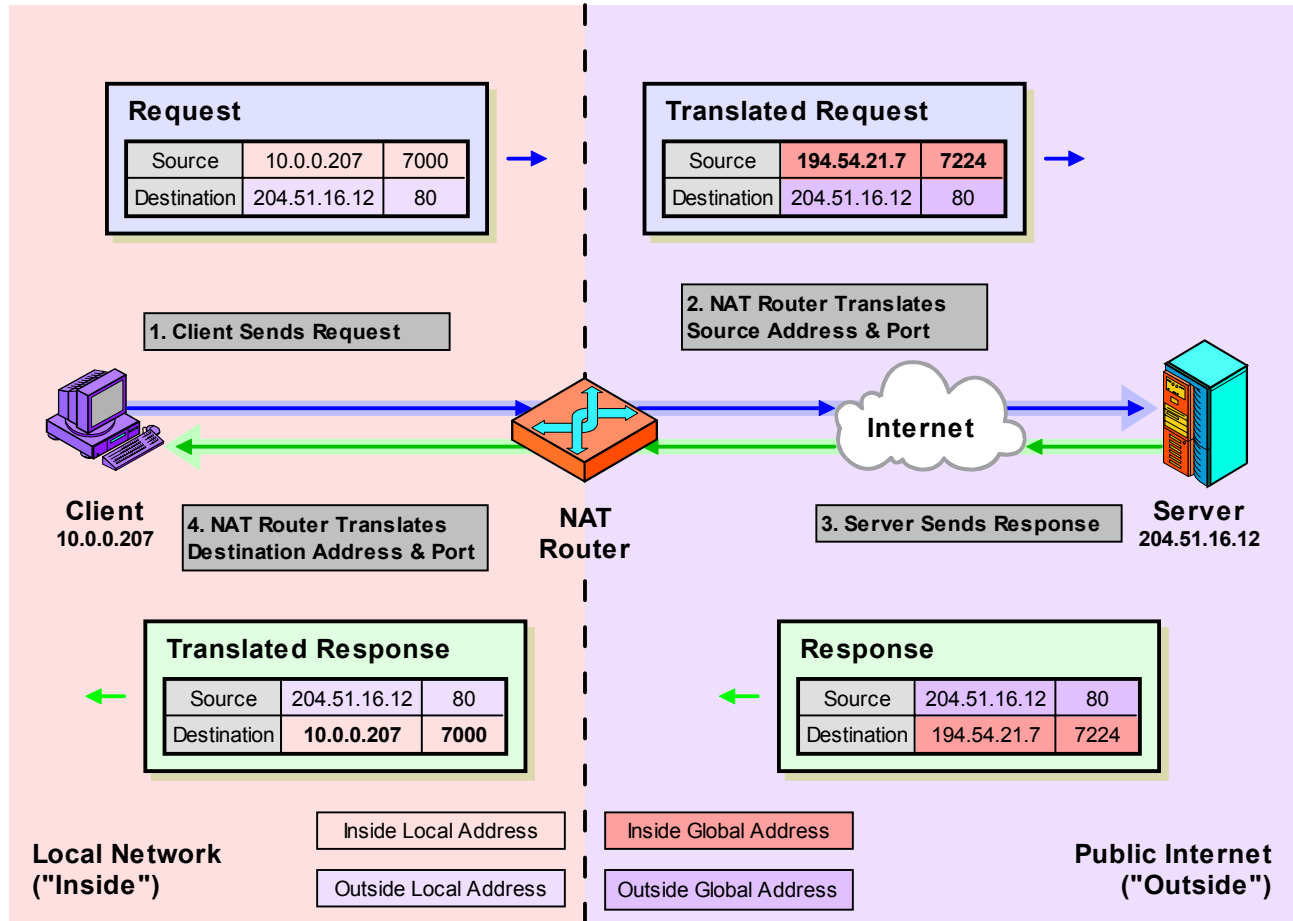 Request
Source 10.0.0.207 7000
Destination 204.51.16.12 80
Translated Request
Source 194.54.21.7 7224
Destination 204.51.16.12 80
1. Client Sends Request
2. NAT Router Translates
Source Address & Port
Internet
Client
10.0.0.207
4. NAT Router Translates
Destination Address & Port
NAT
Router
3. Server Sends Response
Server
204.51.16.12
Translated Response
Source 204.51.16.12 80
Destination 10.0.0.207 7000
Response
Source 204.51.16.12 80
Destination 194.54.21.7 7224
Local Network
("Inside")
Inside Local Address
Outside Local Address
Inside Global Address
Outside Global Address
Public Internet
("Outside")